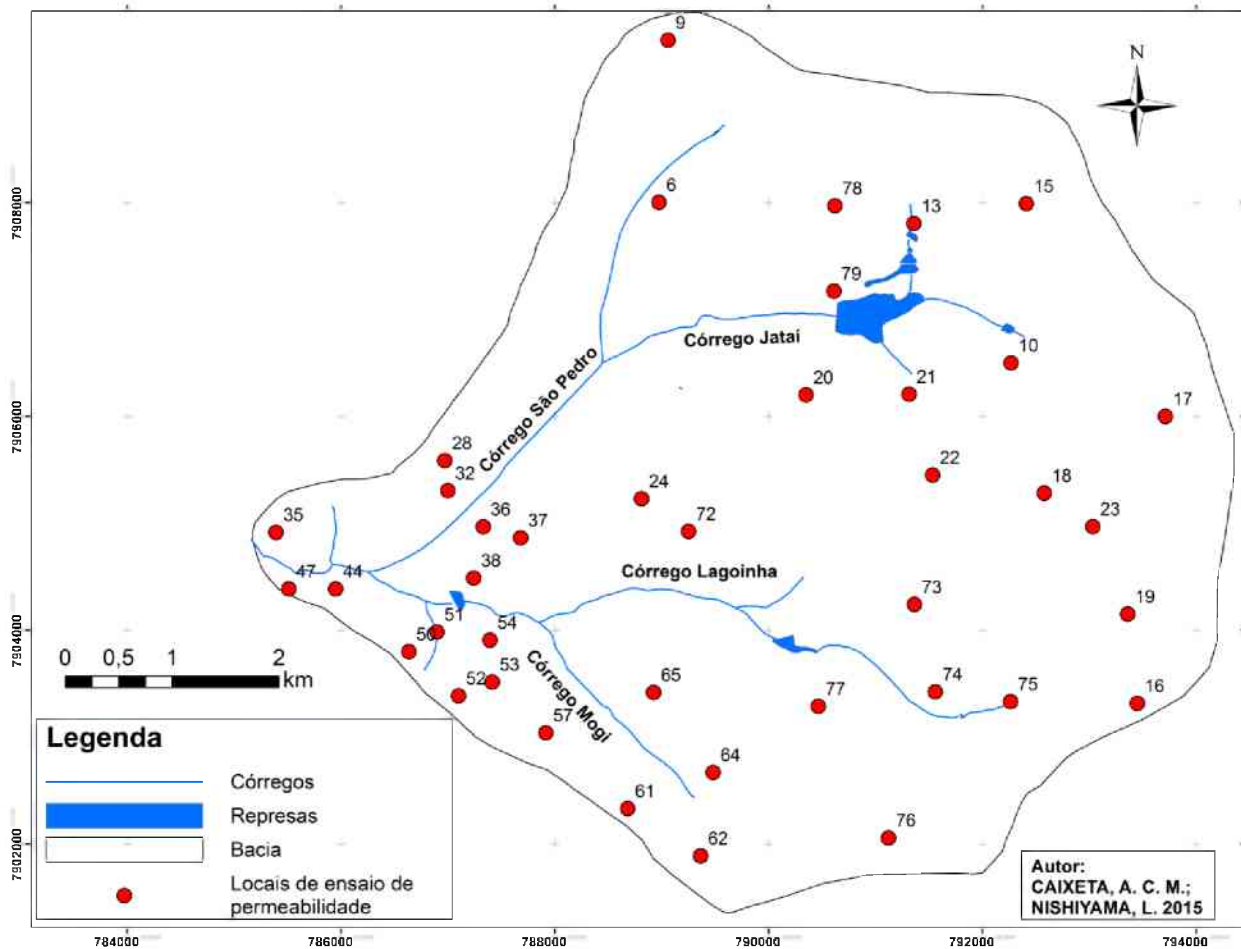 9
N
7908000
6
78
13
15
79
Córrego Jataí
10
20
21
17
7906000
Córrego São Pedro
28
32
22
24
18
35
36
37
72
23
47
44
38
Córrego Lagoinha
73
19
7904000
51
50
54
0 0,5 1 2
km
53
52
Córrego Mogi
65
77
74
75
16
57
64
61
62
76
7902000
Legenda
Córregos
Represas
Bacia
Locais de ensaio de
permeabilidade
Autor:
CAIXETA, A. C. M.;
NISHIYAMA, L. 2015
784000 786000 788000 790000 792000 794000